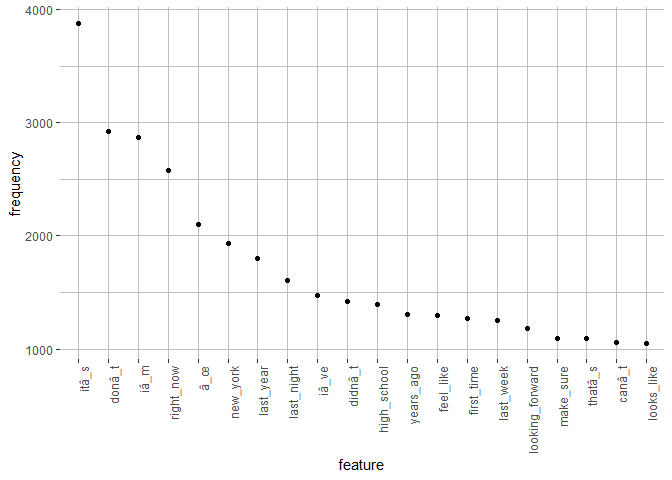 4000
3000
2000
1000
frequency
itâ_s
donâ_t
iâ_m
right_now
â_œ
new_york
last_year
last_night
iâ_ve
didnâ_t
high_school
years_ago
feel_like
first_time
last_week
looking_forward
make_sure
thatâ_s
canâ_t
looks_like
feature